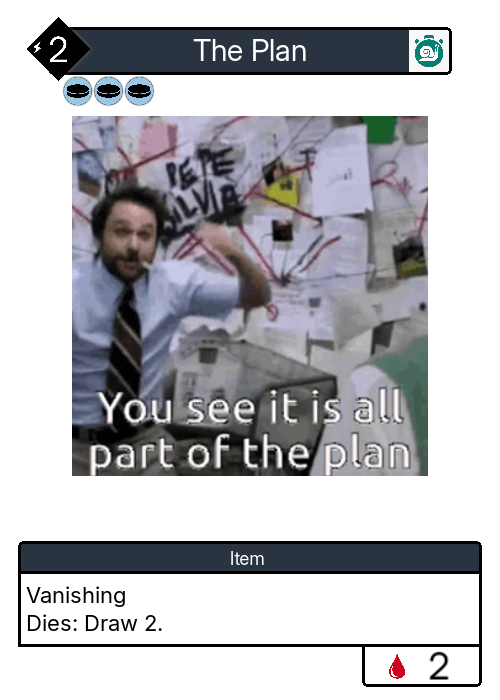 2
The Plan
PEPE
SILVIA
You see it is all
part of the plan
Item
Vanishing
Dies: Draw 2.
2